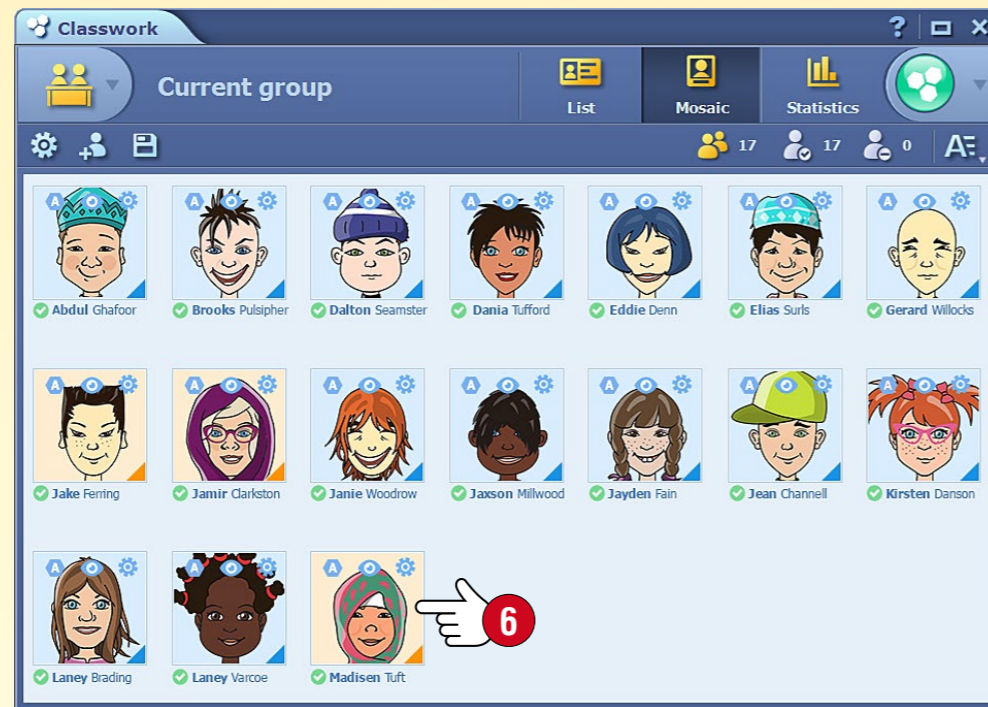 Classwork
?
Current group
List
Mosaic
Statistics
17
17
0
A
A
A
A
A
A
A
Abdul Ghafoor
Brooks Pulsipher
Dalton Seamster
Dania Tufford
Eddie Denn
Elias Surls
Gerard Willocks
A
A
A
A
A
A
A
Jake Ferring
Jamir Clarkston
Janie Woodrow
Jaxson Millwood
Jayden Fain
Jean Channell
Kirsten Danson
A
A
A
6
Laney Brading
Laney Varcoe
Madisen Tuft